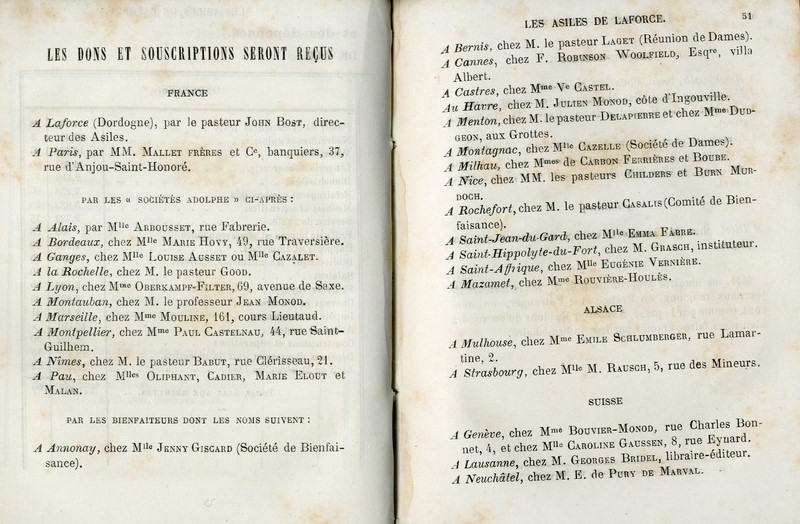 LES DONS ET SOUSCRIPTIONS SERONT REÇUS
FRANCE
A Laforce (Dordogne), par le pasteur JOHN BOST, direc-
teur des Asiles.
A Paris, par MM. MALLET FRÈRES et Cᵉ, banquiers, 37,
rue d'Anjou-Saint-Honoré.
PAR LES « SOCIÉTÉS ADOLPHE » CI-APRÈS :
A Alais, par Mˡˡᵉ ARBOUSSET, rue Fabrerie.
A Bordeaux, chez Mˡˡᵉ MARIE HOVY, 49, rue Traversière.
A Ganges, chez Mˡˡᵉ LOUISE AUSSET ou Mˡˡᵉ CAZALET.
A la Rochelle, chez M. le pasteur GOOD.
A Lyon, chez Mᵐᵉ OBERKAMPF-FILTER, 69, avenue de Saxe.
A Montauban, chez M. le professeur JEAN MONOD.
A Marseille, chez Mᵐᵉ MOULINE, 161, cours Lieutaud.
A Montpellier, chez Mᵐᵉ PAUL CASTELNAU, 44, rue Saint-
Guilhem.
A Nîmes, chez M. le pasteur BABUT, rue Clérisseau, 21.
A Pau, chez Mˡˡᵉˢ OLIPHANT, CADIER, MARIE ELOUT et
MALAN.
PAR LES BIENFAITEURS DONT LES NOMS SUIVENT :
A Annonay, chez Mˡˡᵉ JENNY GISCARD (Société de Bienfai-
sance).
LES ASILES DE LAFORCE. 51
A Bernis, chez M. le pasteur LAGET (Réunion de Dames).
A Cannes, chez F. ROBINSON WOOLFIELD, Esqʳᵉ, villa
Albert.
A Castres, chez Mᵐᵉ Vᵉ CASTEL.
Au Havre, chez M. JULIEN MONOD, côte d'Ingouville.
A Menton, chez M. le pasteur DELAPIERRE et chez Mᵐᵉ DUD-
GEON, aux Grottes.
A Montagnac, chez Mˡˡᵉ CAZELLE (Société de Dames).
A Milhau, chez Mᵐᵉˢ de CARBON FERRIÈRES et BOUBE.
A Nice, chez MM. les pasteurs CHILDERS et BURN MUR-
DOCH.
A Rochefort, chez M. le pasteur CASALIS (Comité de Bien-
faisance).
A Saint-Jean-du-Gard, chez Mˡˡᵉ EMMA FABRE.
A Saint-Hippolyte-du-Fort, chez M. GRASCH, instituteur.
A Saint-Affrique, chez Mˡˡᵉ EUGÉNIE VERNIÈRE.
A Mazamet, chez Mᵐᵉ ROUVIÈRE-HOULÈS.
ALSACE
A Mulhouse, chez Mᵐᵉ EMILE SCHLUMBERGER, rue Lamar-
tine, 2.
A Strasbourg, chez Mˡˡᵉ M. RAUSCH, 5, rue des Mineurs.
SUISSE
A Genève, chez Mᵐᵉ BOUVIER-MONOD, rue Charles Bon-
net, 4, et chez Mˡˡᵉ CAROLINE GAUSSEN, 8, rue Eynard.
A Lausanne, chez M. GEORGES BRIDEL, libraire-éditeur.
A Neuchâtel, chez M. E. de PURY DE MARVAL.